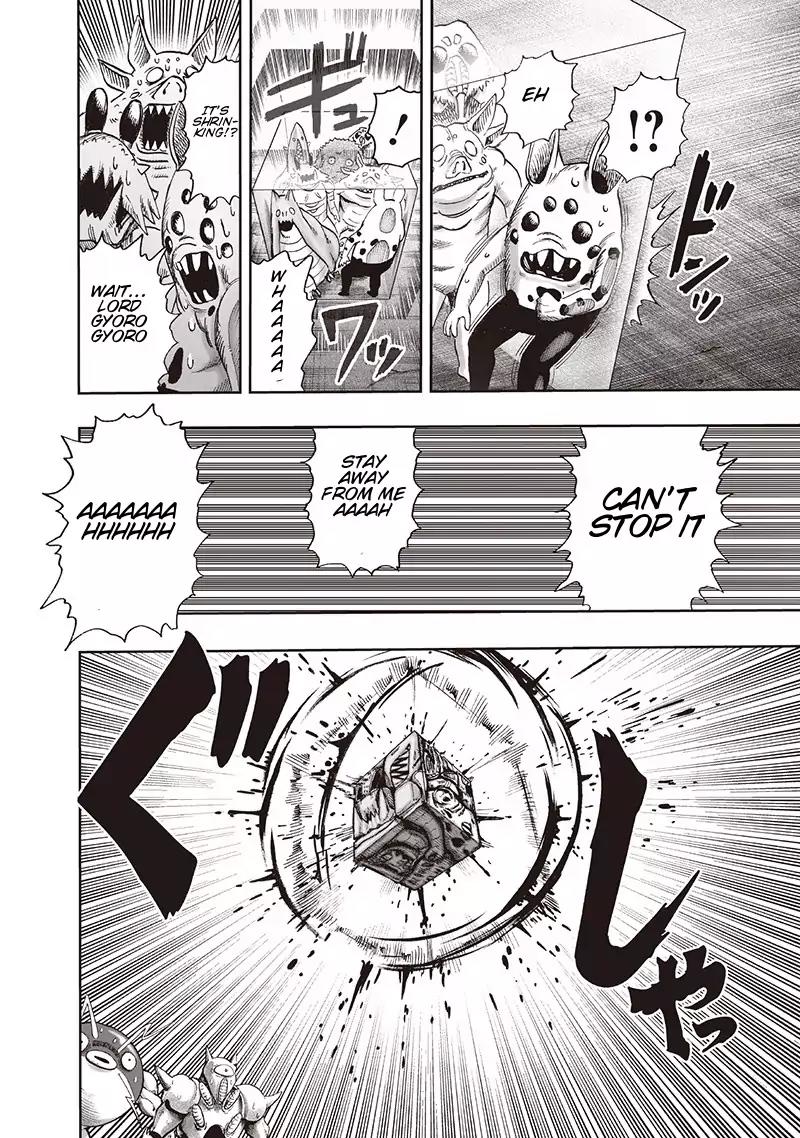 !?
ドンッ
EH
!
ギュ
WHAAAAAA
ワッ
IT'S
SHRIN-
KING!?
WAIT...
LORD
GYORO
GYORO
CAN'T
STOP IT
STAY
AWAY
FROM ME
AAAAH
AAAAAAA
HHHHHH
ぐしゃっ